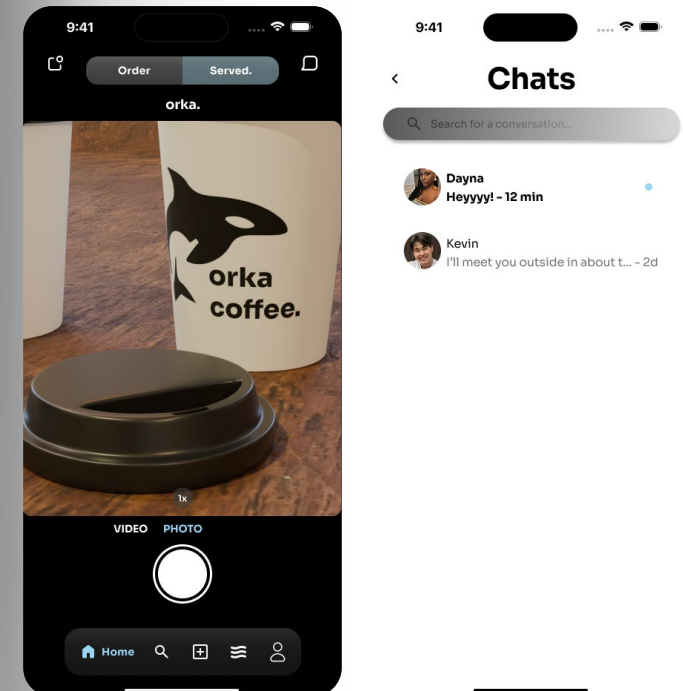 9:41
Order Served.
orka.
orka
coffee.
1x
VIDEO PHOTO
Home
9:41
Chats
Search for a conversation...
Dayna
Heyyyy! - 12 min
Kevin
I'll meet you outside in about t... - 2d